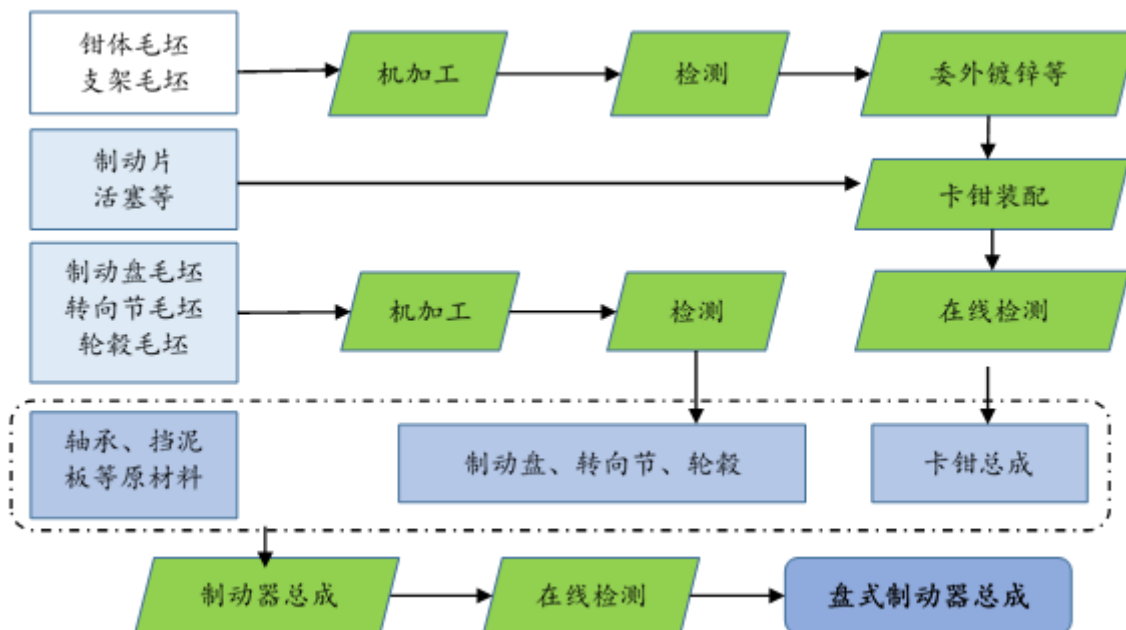 钳体毛坯
支架毛坯
机加工
检测
委外镀锌等
制动片
活塞等
卡钳装配
制动盘毛坯
转向节毛坯
轮毂毛坯
机加工
检测
在线检测
轴承、挡泥
板等原材料
制动盘、转向节、轮毂
卡钳总成
制动器总成
在线检测
盘式制动器总成